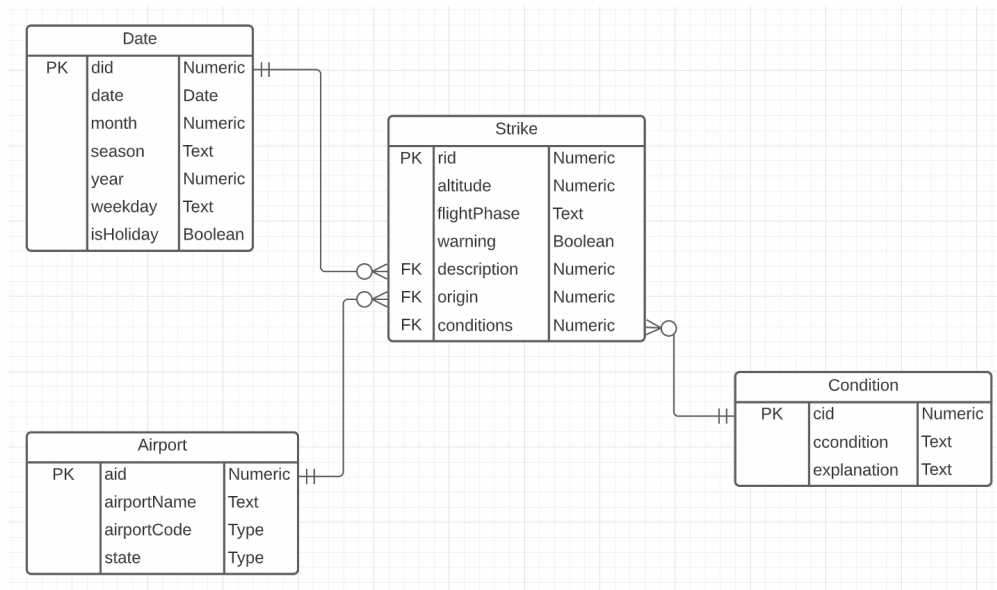 Date
PK did Numeric
date Date
month Numeric
season Text
year Numeric
weekday Text
isHoliday Boolean
Strike
PK rid Numeric
altitude Numeric
flightPhase Text
warning Boolean
FK description Numeric
FK origin Numeric
FK conditions Numeric
Condition
PK cid Numeric
ccondition Text
explanation Text
Airport
PK aid Numeric
airportName Text
airportCode Type
state Type